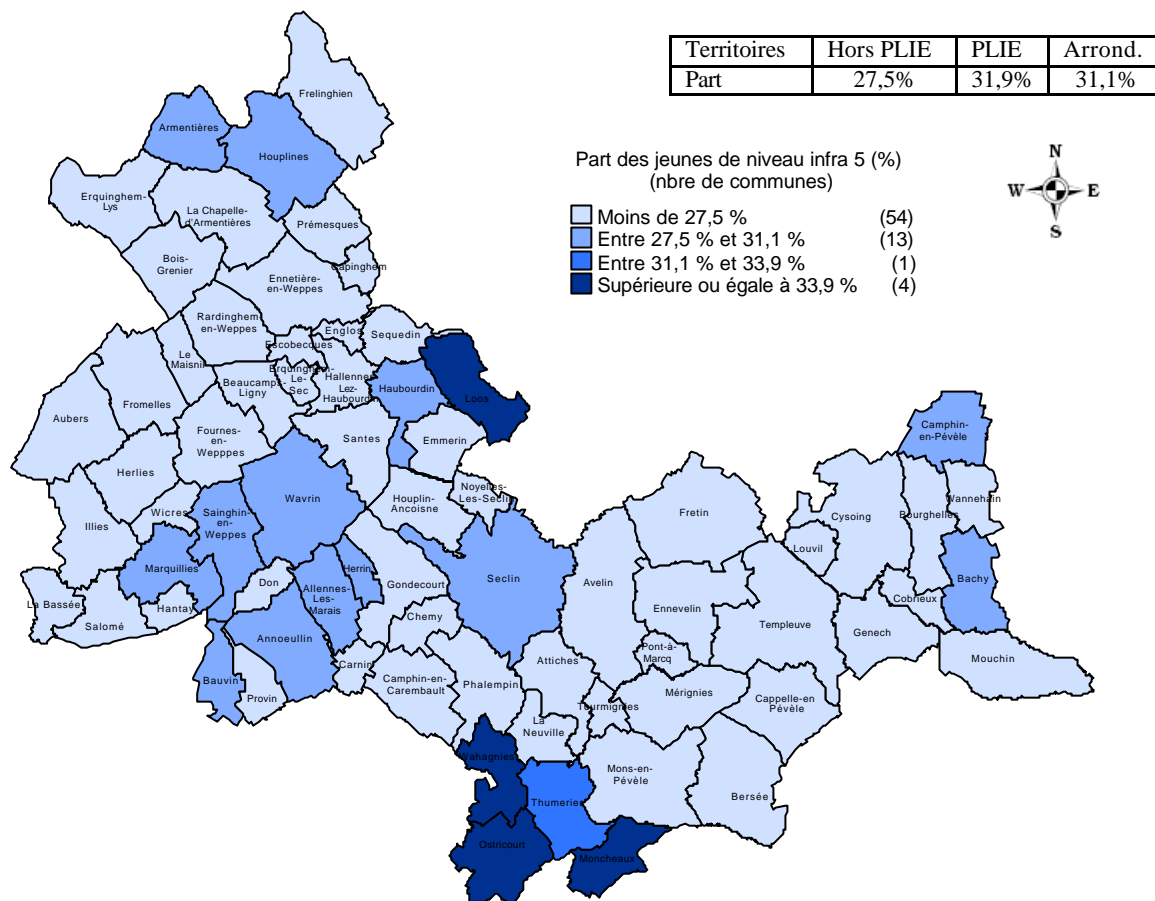 Territoires Hors PLIE PLIE Arrond.
Part 27,5% 31,9% 31,1%
Part des jeunes de niveau infra 5 (%)
(nbre de communes)
Moins de 27,5 % (54)
Entre 27,5 % et 31,1 % (13)
Entre 31,1 % et 33,9 % (1)
Supérieure ou égale à 33,9 % (4)
N
W E
S
Frelinghien
Armentières
Houplines
Erquinghem-
Lys
La Chapelle-
d'Armentières
Prémesques
Bois-
Grenier
Capinghem
Ennetière-
en-Weppes
Rardinghem-
en-Weppes
Englos
Sequedin
Escobecques
Le
Maisnil
Erquinghem-
Le-
Sec
Hallennes-
Lez-
Haubourdin
Haubourdin
Loos
Beaucamps-
Ligny
Fromelles
Aubers
Fournes-
en-
Wepppes
Santes
Emmerin
Herlies
Wavrin
Noyelles-
Les-Seclin
Houplin-
Ancoisne
Wicres
Sainghin-
en-
Weppes
Illies
Marquillies
Herrin
Gondecourt
Seclin
Don
Allennes-
Les-
Marais
La Bassée
Hantay
Salomé
Chemy
Annoeullin
Carnin
Bauvin
Provin
Camphin-en-
Carembault
Phalempin
Attiches
Avelin
Fretin
Ennevelin
Templeuve
Pont-à-
Marcq
Louvil
Cysoing
Bourghelles
Camphin-
en-Pévèle
Wannehain
Bachy
Cobrieux
Genech
Mouchin
Tourmignies
Mérignies
Cappelle-en
Pévèle
La
Neuville
Wahagnies
Mons-en-
Pévèle
Bersée
Thumeries
Ostricourt
Moncheaux